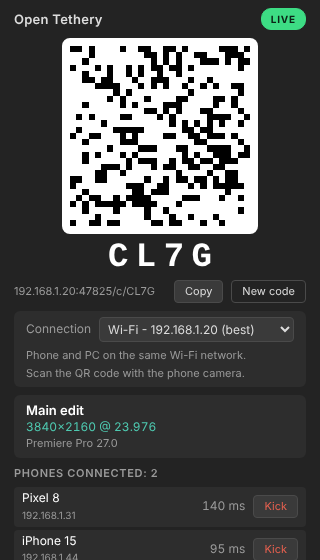 Open Tethery
LIVE
CL7G
192.168.1.20:47825/c/CL7G
Copy
New code
Connection
Wi-Fi - 192.168.1.20 (best)
Phone and PC on the same Wi-Fi network.
Scan the QR code with the phone camera.
Main edit
3840×2160 @ 23.976
Premiere Pro 27.0
PHONES CONNECTED: 2
Pixel 8
192.168.1.31
140 ms
Kick
iPhone 15
192.168.1.44
95 ms
Kick